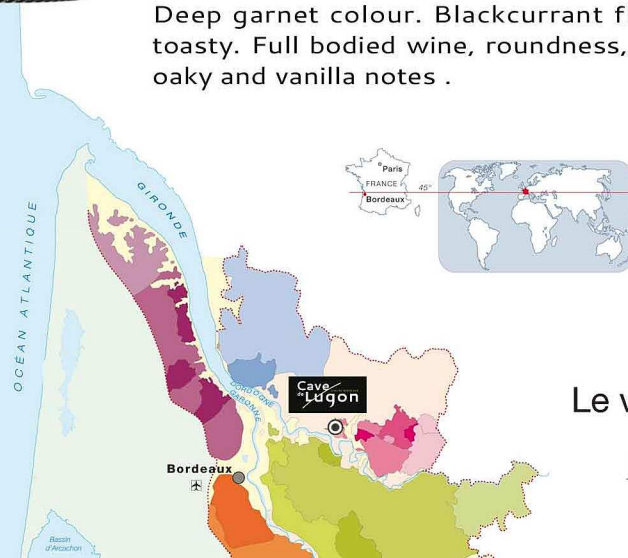 Deep garnet colour. Blackcurrant f
toasty. Full bodied wine, roundness,
oaky and vanilla notes .
Paris
FRANCE
45°
Bordeaux
GIRONDE
OCÉAN ATLANTIQUE
DORDOGNE
GARONNE
Cave
de Lugon
Le v
Bordeaux
Bassin
d'Arcachon